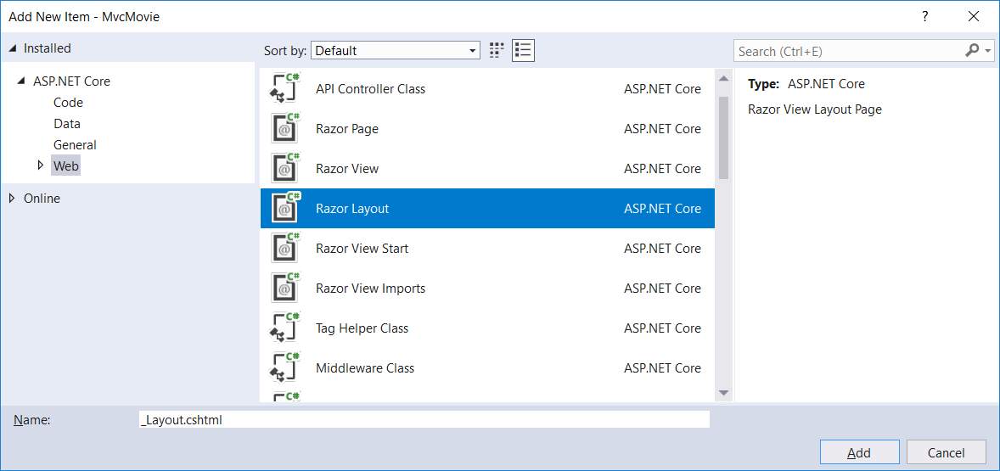 Add New Item - MvcMovie ?
Installed
Sort by: Default
Search (Ctrl+E)
ASP.NET Core
Code
Data
General
Web
Online
C# API Controller Class ASP.NET Core
C# @ Razor Page ASP.NET Core
C# @ Razor View ASP.NET Core
C# @ Razor Layout ASP.NET Core
C# @ Razor View Start ASP.NET Core
C# @ Razor View Imports ASP.NET Core
C# Tag Helper Class ASP.NET Core
C# Middleware Class ASP.NET Core
C#
Type: ASP.NET Core
Razor View Layout Page
Name: _Layout.cshtml
Add Cancel